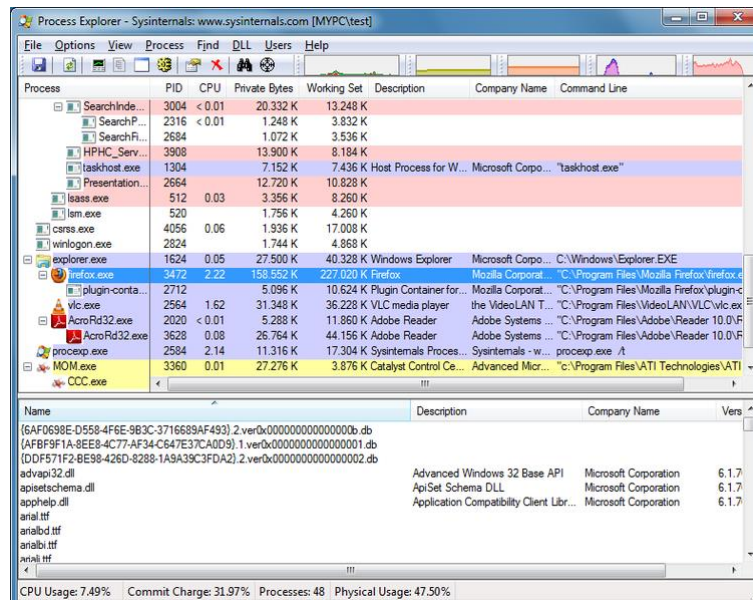 Process Explorer - Sysinternals: www.sysinternals.com [MYPC\test]
File Options View Process Find DLL Users Help
Process PID CPU Private Bytes Working Set Description Company Name Command Line
SearchInde... 3004 < 0.01 20.332 K 13.248 K
SearchP... 2316 < 0.01 1.248 K 3.832 K
SearchFi... 2684 1.072 K 3.536 K
HPHC_Serv... 3908 13.900 K 8.184 K
taskhost.exe 1304 7.152 K 7.436 K Host Process for W... Microsoft Corpo... "taskhost.exe"
Presentation... 2664 12.720 K 10.828 K
lsass.exe 512 0.03 3.356 K 8.260 K
lsm.exe 520 1.756 K 4.260 K
csrss.exe 4056 0.06 1.936 K 17.008 K
winlogon.exe 2824 1.744 K 4.868 K
explorer.exe 1624 0.05 27.500 K 40.328 K Windows Explorer Microsoft Corpo... C:\Windows\Explorer.EXE
firefox.exe 3472 2.22 158.552 K 227.020 K Firefox Mozilla Corporat... "C:\Program Files\Mozilla Firefox\firefox.e
plugin-conta... 2712 5.096 K 10.624 K Plugin Container for... Mozilla Corporat... "C:\Program Files\Mozilla Firefox\plugin-c
vlc.exe 2564 1.62 31.348 K 36.228 K VLC media player the VideoLAN T... "C:\Program Files\VideoLAN\VLC\vlc.ex
AcroRd32.exe 2020 < 0.01 5.288 K 11.860 K Adobe Reader Adobe Systems ... "C:\Program Files\Adobe\Reader 10.0\R
AcroRd32.exe 3628 0.08 26.764 K 44.156 K Adobe Reader Adobe Systems ... "C:\Program Files\Adobe\Reader 10.0\R
procexp.exe 2584 2.14 11.316 K 17.304 K Sysinternals Proces... Sysinternals - w... procexp.exe /t
MOM.exe 3360 0.01 27.276 K 3.876 K Catalyst Control Ce... Advanced Micr... "c:\Program Files\ATI Technologies\ATI
CCC.exe
Name Description Company Name Vers
{6AF0698E-D558-4F6E-9B3C-3716689AF493}.2.ver0x000000000000000b.db
{AFBF9F1A-8EE8-4C77-AF34-C647E37CA0D9}.1.ver0x0000000000000001.db
{DDF571F2-BE98-426D-8288-1A9A39C3FDA2}.2.ver0x0000000000000002.db
advapi32.dll Advanced Windows 32 Base API Microsoft Corporation 6.1.7
apisetschema.dll ApiSet Schema DLL Microsoft Corporation 6.1.7
apphelp.dll Application Compatibility Client Libr... Microsoft Corporation 6.1.7
arial.ttf
arialbd.ttf
arialbi.ttf
ariali.ttf
CPU Usage: 7.49% Commit Charge: 31.97% Processes: 48 Physical Usage: 47.50%